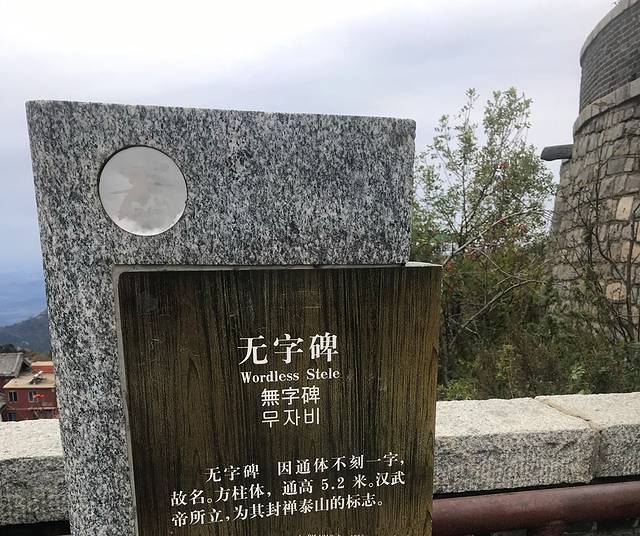 无字碑
Wordless Stele
無字碑
무자비
无字碑 因通体不刻一字，
故名。方柱体，通高 5.2 米。汉武
帝所立，为其封禅泰山的标志。